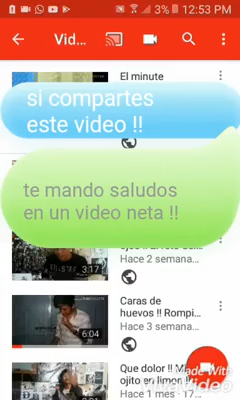 3% 12:53 PM
Vid...
El minute
si compartes
este video !!
te mando saludos
en un video neta !!
3:17
Hace 2 semana...
Caras de
huevos !! Rompi...
6:04
Hace 3 semana...
Que dolor !! M
ojito en limon !!
Hace 1 mes · 17...
Made With
VivaVideo